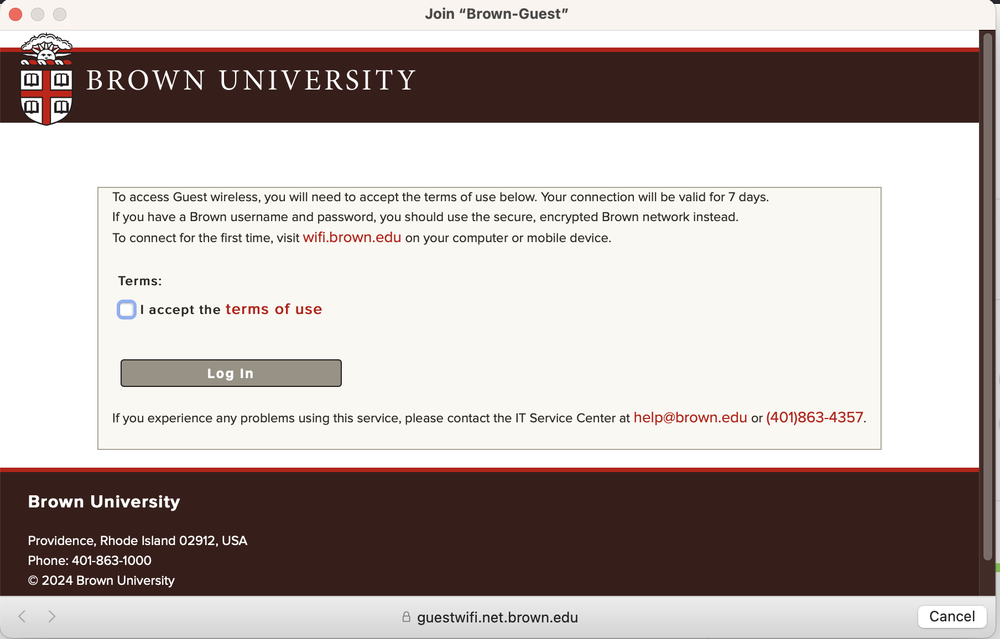 Join “Brown-Guest”
BROWN UNIVERSITY
To access Guest wireless, you will need to accept the terms of use below. Your connection will be valid for 7 days.
If you have a Brown username and password, you should use the secure, encrypted Brown network instead.
To connect for the first time, visit wifi.brown.edu on your computer or mobile device.
Terms:
I accept the terms of use
Log In
If you experience any problems using this service, please contact the IT Service Center at help@brown.edu or (401)863-4357.
Brown University
Providence, Rhode Island 02912, USA
Phone: 401-863-1000
© 2024 Brown University
guestwifi.net.brown.edu
Cancel